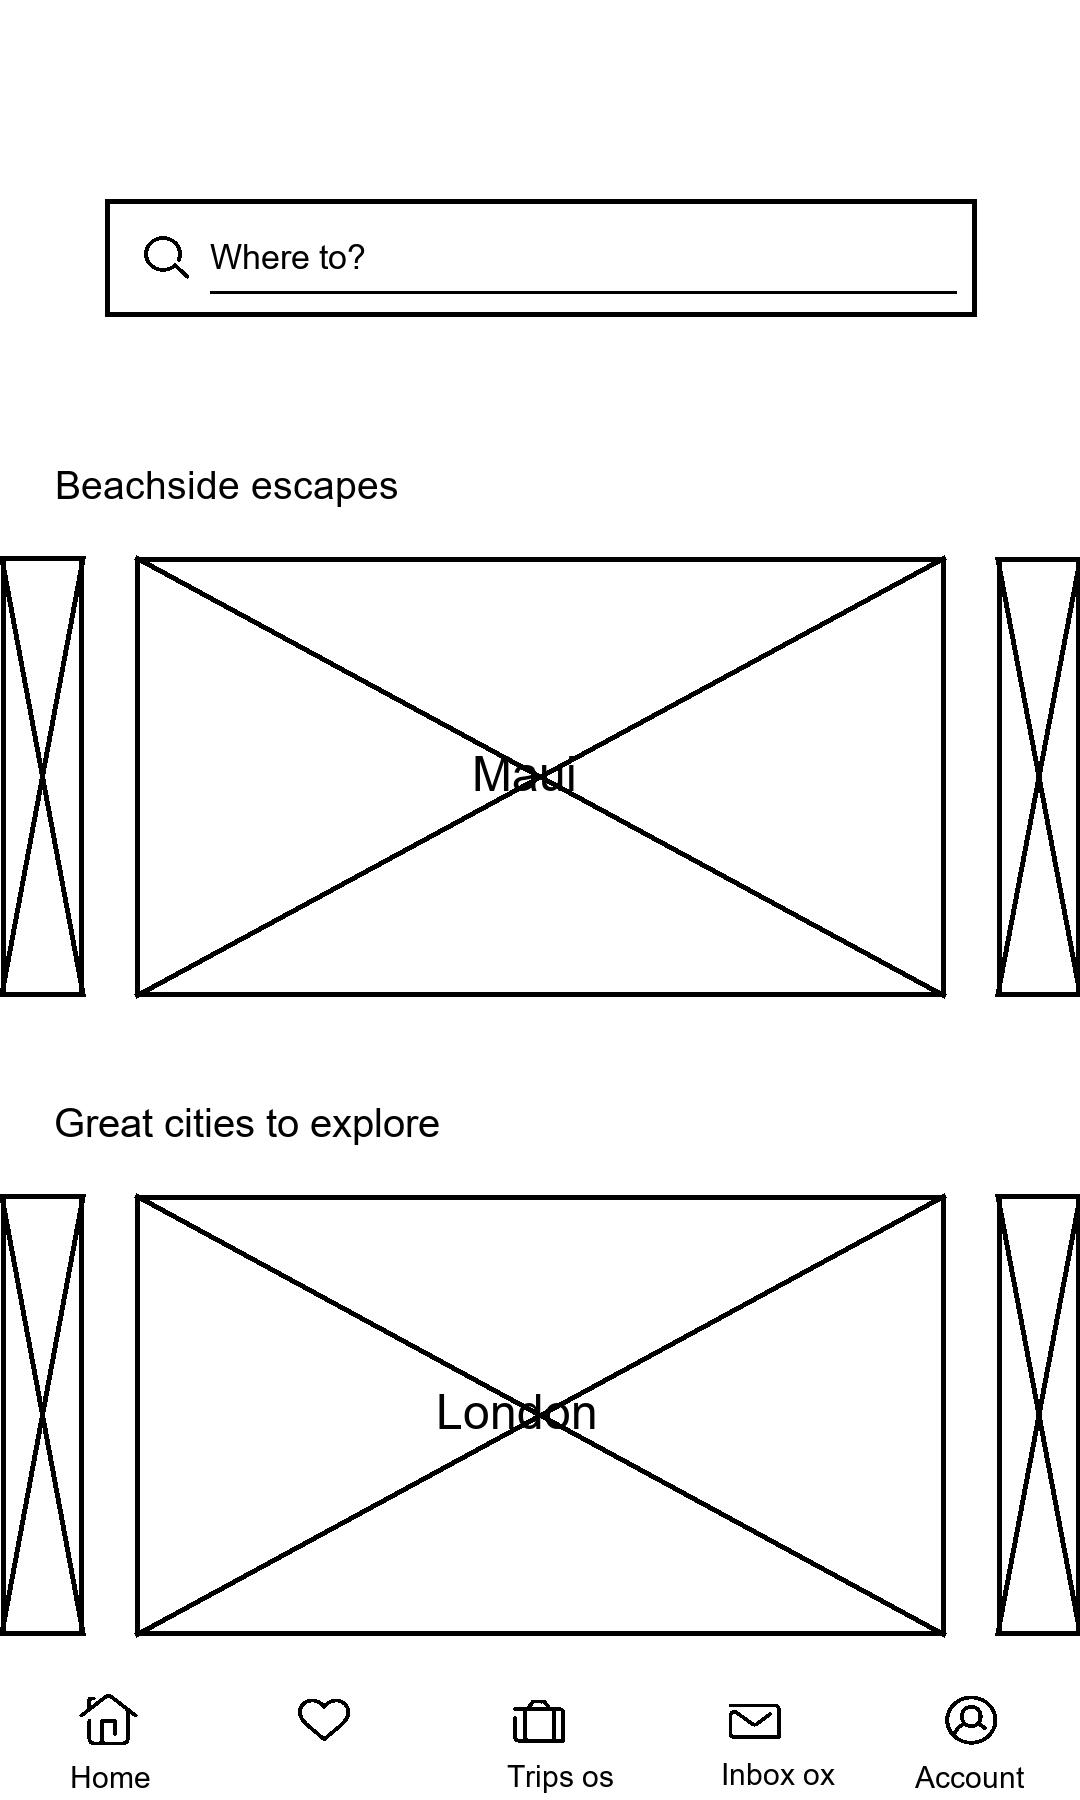 Where to?
Beachside escapes
Maui
Great cities to explore
London
Home
Trips os
Inbox ox
Account